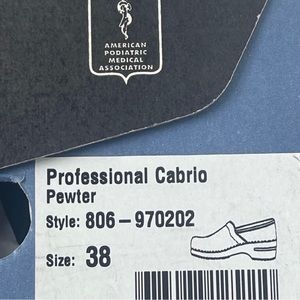 AMERICAN
PODIATRIC
MEDICAL
ASSOCIATION
Professional Cabrio
Pewter
Style: 806-970202
Size: 38